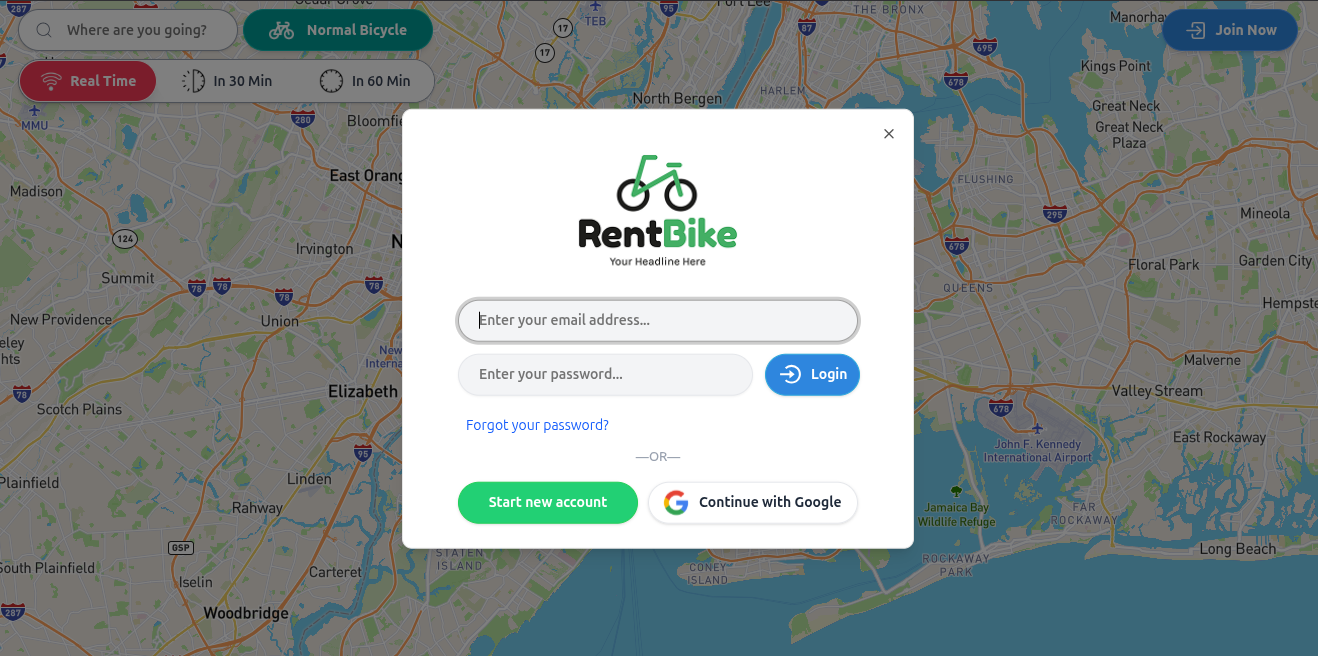 287
Cedar Grove
TEB
95
Fort Lee
THE BRONX
Where are you going?
Normal Bicycle
17
87
Manorhav
Join Now
17
695
Real Time
In 30 Min
In 60 Min
678
Kings Point
MMU
280
Bloomfie
North Bergen
HARLEM
Great Neck
Great Neck
Plaza
East Orang
Madison
FLUSHING
295
Mineola
124
Irvington
N
RentBike
678
Your Headline Here
Floral Park
Garden City
Summit
78
78
78
78
QUEENS
Hempste
New Providence
Union
Enter your email address...
eley
hts
New
Interna
Malverne
Elizabeth
Enter your password...
Login
78
Scotch Plains
Valley Stream
678
Forgot your password?
East Rockaway
John F. Kennedy
International Airport
95
—OR—
Plainfield
Linden
Rahway
Start new account
Continue with Google
Jamaica Bay
Wildlife Refuge
FAR
ROCKAWAY
GSP
STATEN
ISLAND
Long Beach
South Plainfield
Iselin
Carteret
CONEY
ISLAND
ROCKAWAY
PARK
287
Woodbridge